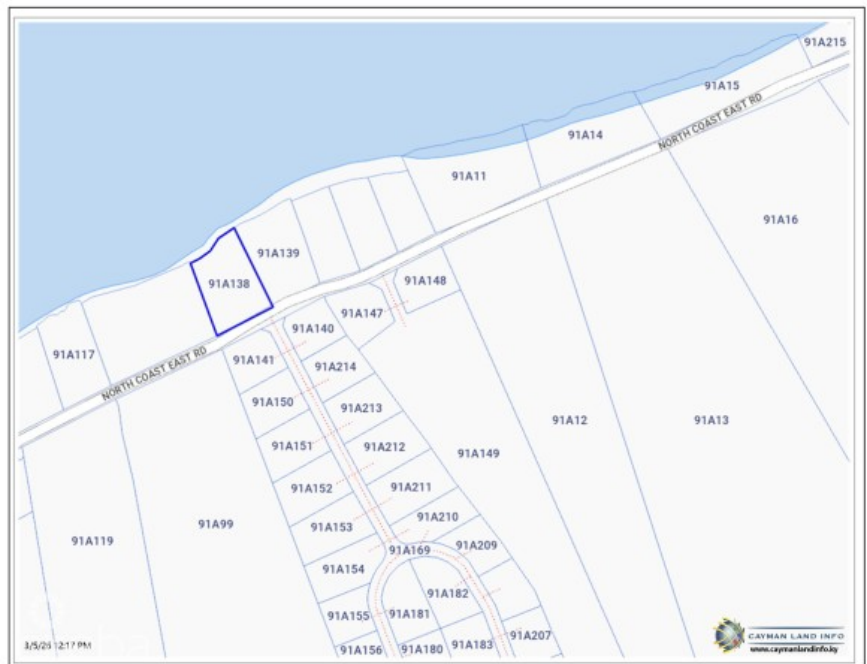 91A215
91A15
NORTH COAST EAST RD
91A14
91A11
91A16
91A139
91A138
91A148
91A147
91A140
91A117
NORTH COAST EAST RD
91A141
91A214
91A150
91A213
91A12
91A13
91A151
91A212
91A149
91A152
91A211
91A99
91A119
91A153
91A210
91A169
91A209
91A154
91A182
91A155
91A181
91A156
91A180
91A183
91A207
3/5/26 12:17 PM
CAYMAN LAND INFO
www.caymanlandinfo.ky